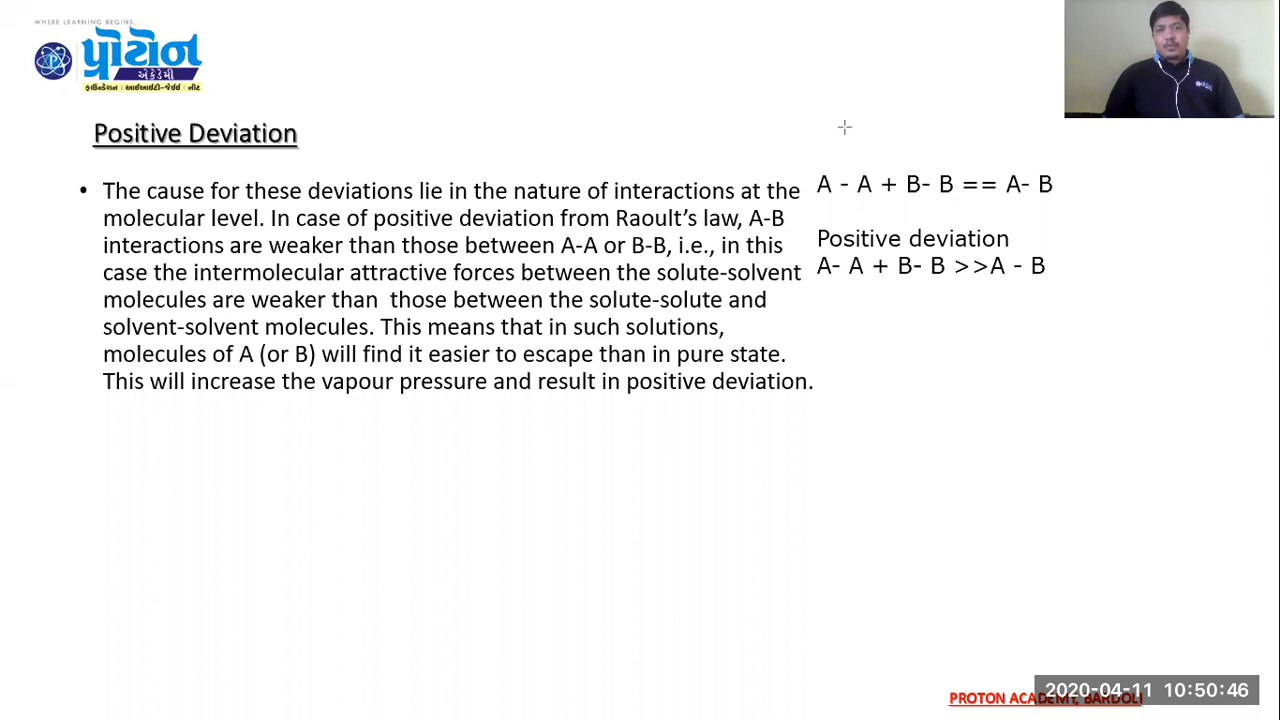 WHERE LEARNING BEGINS...
પ્રોટોન
એકેડેમી
ફાઉન્ડેશન | આઈઆઈટી-જેઈઈ | નીટ
Positive Deviation
• The cause for these deviations lie in the nature of interactions at the
molecular level. In case of positive deviation from Raoult’s law, A-B
interactions are weaker than those between A-A or B-B, i.e., in this
case the intermolecular attractive forces between the solute-solvent
molecules are weaker than those between the solute-solute and
solvent-solvent molecules. This means that in such solutions,
molecules of A (or B) will find it easier to escape than in pure state.
This will increase the vapour pressure and result in positive deviation.
A - A + B- B == A- B
Positive deviation
A- A + B- B >>A - B
PROTON ACADEMY, BARDOLI
2020-04-11 10:50:46